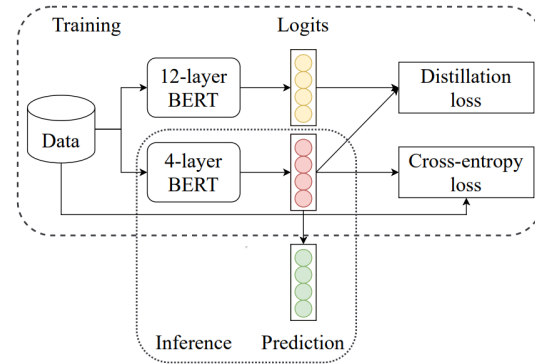 Training
Logits
12-layer
BERT
Distillation
loss
Data
4-layer
BERT
Cross-entropy
loss
Inference
Prediction